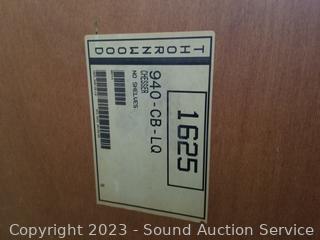 THORNWOOD
1625
940-CB-LQ
CHESSER
NO SHELVES
Copyright 2023 - Sound Auction Service